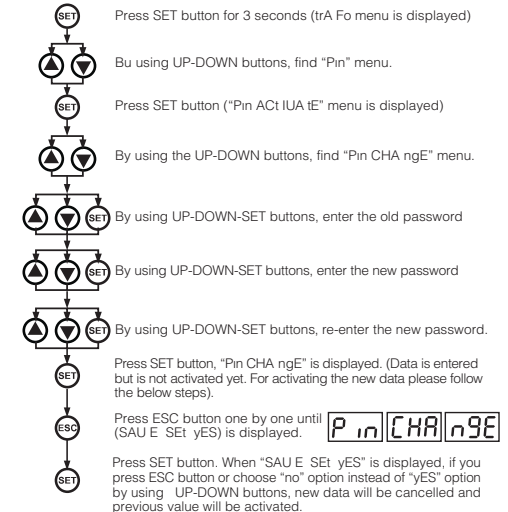 SET
Press SET button for 3 seconds (trA Fo menu is displayed)
Bu using UP-DOWN buttons, find “Pın” menu.
SET
Press SET button (“Pın ACt IUA tE” menu is displayed)
By using the UP-DOWN buttons, find “Pın CHA ngE” menu.
SET
By using UP-DOWN-SET buttons, enter the old password
SET
By using UP-DOWN-SET buttons, enter the new password
SET
By using UP-DOWN-SET buttons, re-enter the new password.
SET
Press SET button, “Pın CHA ngE” is displayed. (Data is entered
but is not activated yet. For activating the new data please follow
the below steps).
ESC
Press ESC button one by one until
(SAU E SEt yES) is displayed.
P ın CHA ngE
SET
Press SET button. When “SAU E SEt yES” is displayed, if you
press ESC button or choose “no” option instead of “yES” option
by using UP-DOWN buttons, new data will be cancelled and
previous value will be activated.